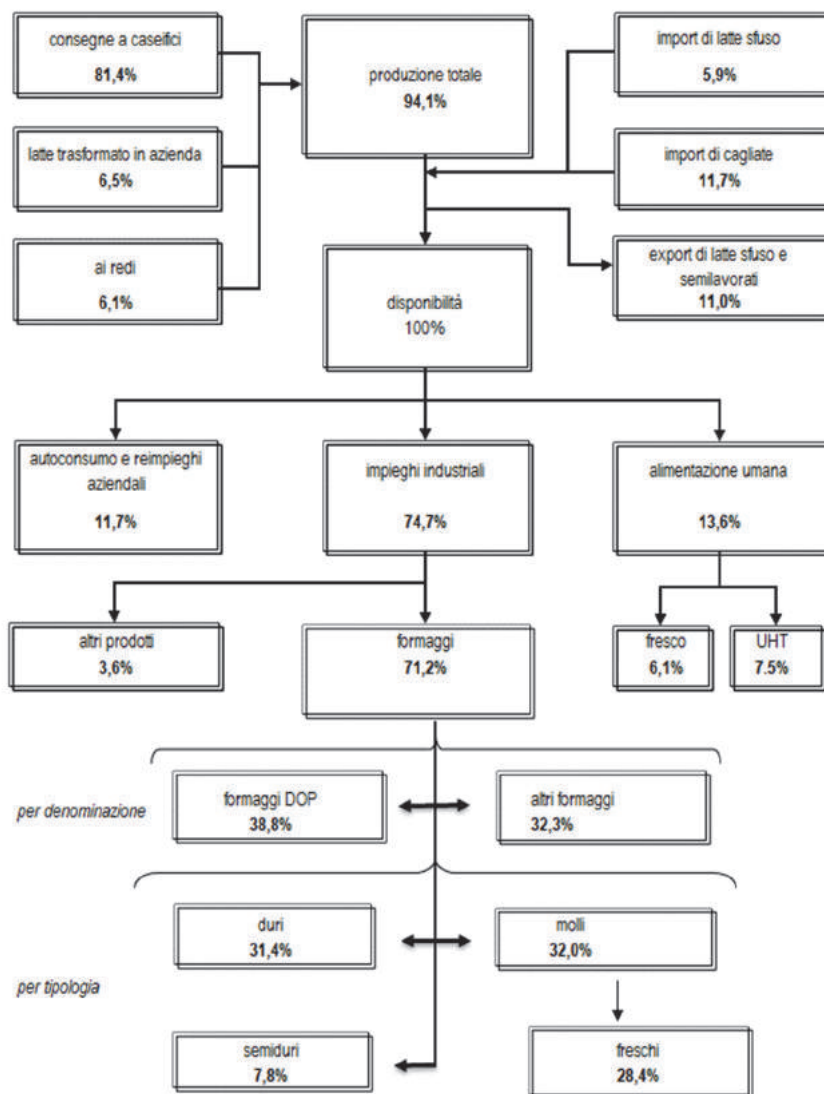 consegne a caseifici
81,4%
produzione totale
94,1%
import di latte sfuso
5,9%
latte trasformato in azienda
6,5%
import di cagliate
11,7%
ai redi
6,1%
export di latte sfuso e
semilavorati
11,0%
disponibilità
100%
autoconsumo e reimpieghi
aziendali
11,7%
impieghi industriali
74,7%
alimentazione umana
13,6%
altri prodotti
3,6%
formaggi
71,2%
fresco
6,1%
UHT
7.5%
per denominazione
formaggi DOP
38,8%
altri formaggi
32,3%
per tipologia
duri
31,4%
molli
32,0%
semiduri
7,8%
freschi
28,4%